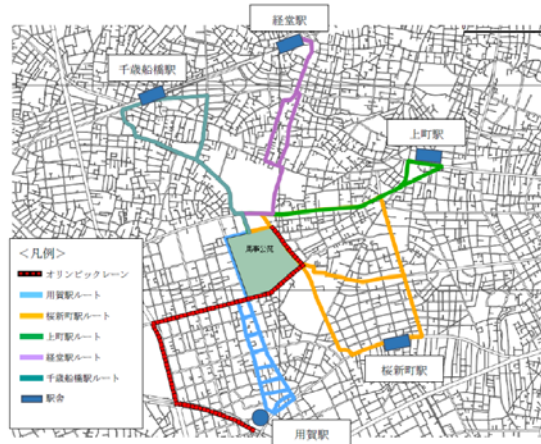 経堂駅
千歳船橋駅
上町駅
馬事公苑
＜凡例＞
オリンピックレーン
用賀駅ルート
桜新町駅ルート
上町駅ルート
経堂駅ルート
千歳船橋駅ルート
駅舎
桜新町駅
用賀駅